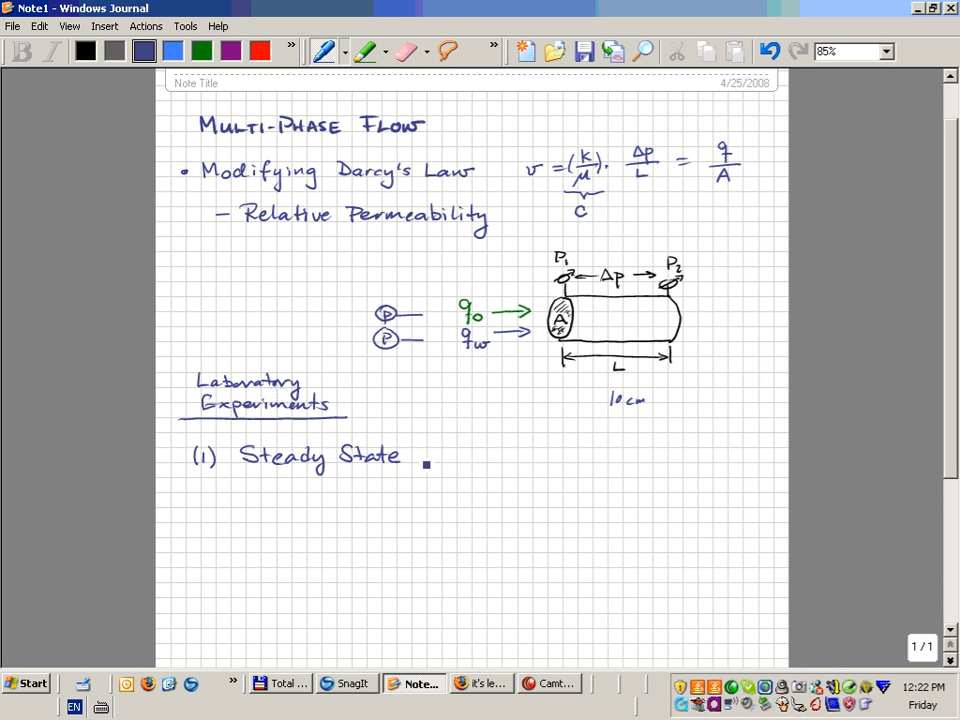 Note1 - Windows Journal
File Edit View Insert Actions Tools Help
B I 85%
Note Title 4/25/2008
MULTI-PHASE FLOW
• Modifying Darcy's Law v = (k/μ) · Δp/L = q/A
C
– Relative Permeability
P1 Δp P2
P qo A
P qw
L
10 cm
Laboratory
Experiments
(1) Steady State
1 / 1
Start » Total ... SnagIt Note... it's le... Camt... 12:22 PM
EN Friday